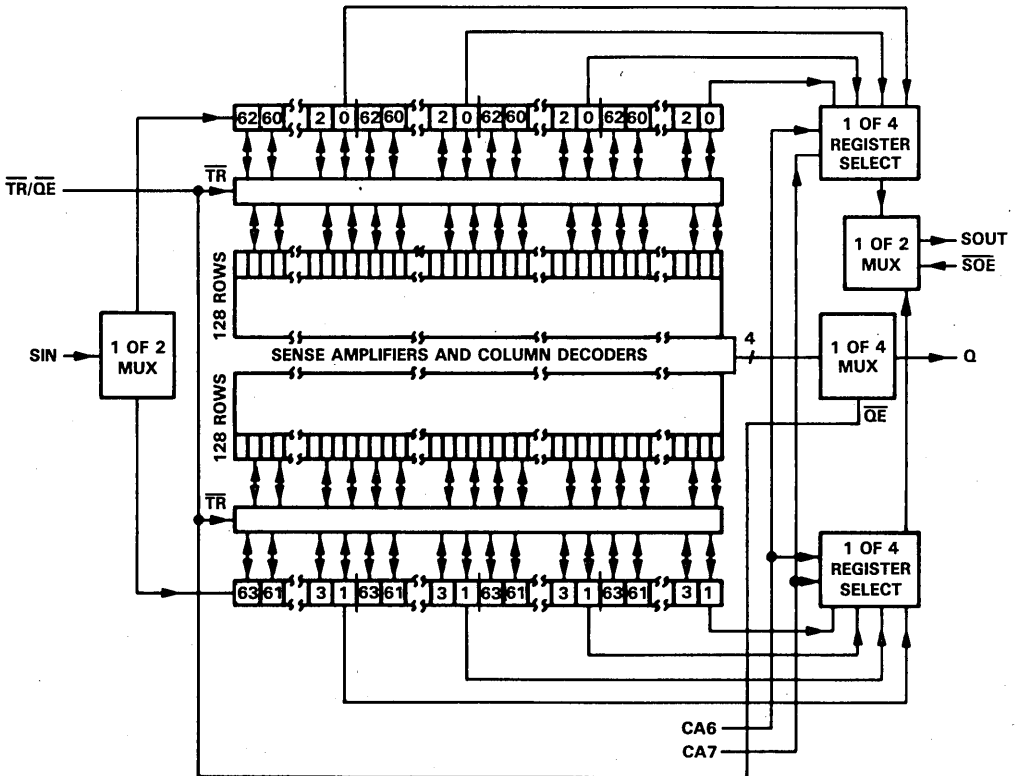 62 60 2 0 62 60 2 0 62 60 2 0 62 60 2 0
1 OF 4
REGISTER
SELECT
TR/QE
TR
1 OF 2
MUX
SOUT
SOE
128 ROWS
SIN
1 OF 2
MUX
SENSE AMPLIFIERS AND COLUMN DECODERS
4
1 OF 4
MUX
Q
QE
128 ROWS
TR
1 OF 4
REGISTER
SELECT
63 61 3 1 63 61 3 1 63 61 3 1 63 61 3 1
CA6
CA7